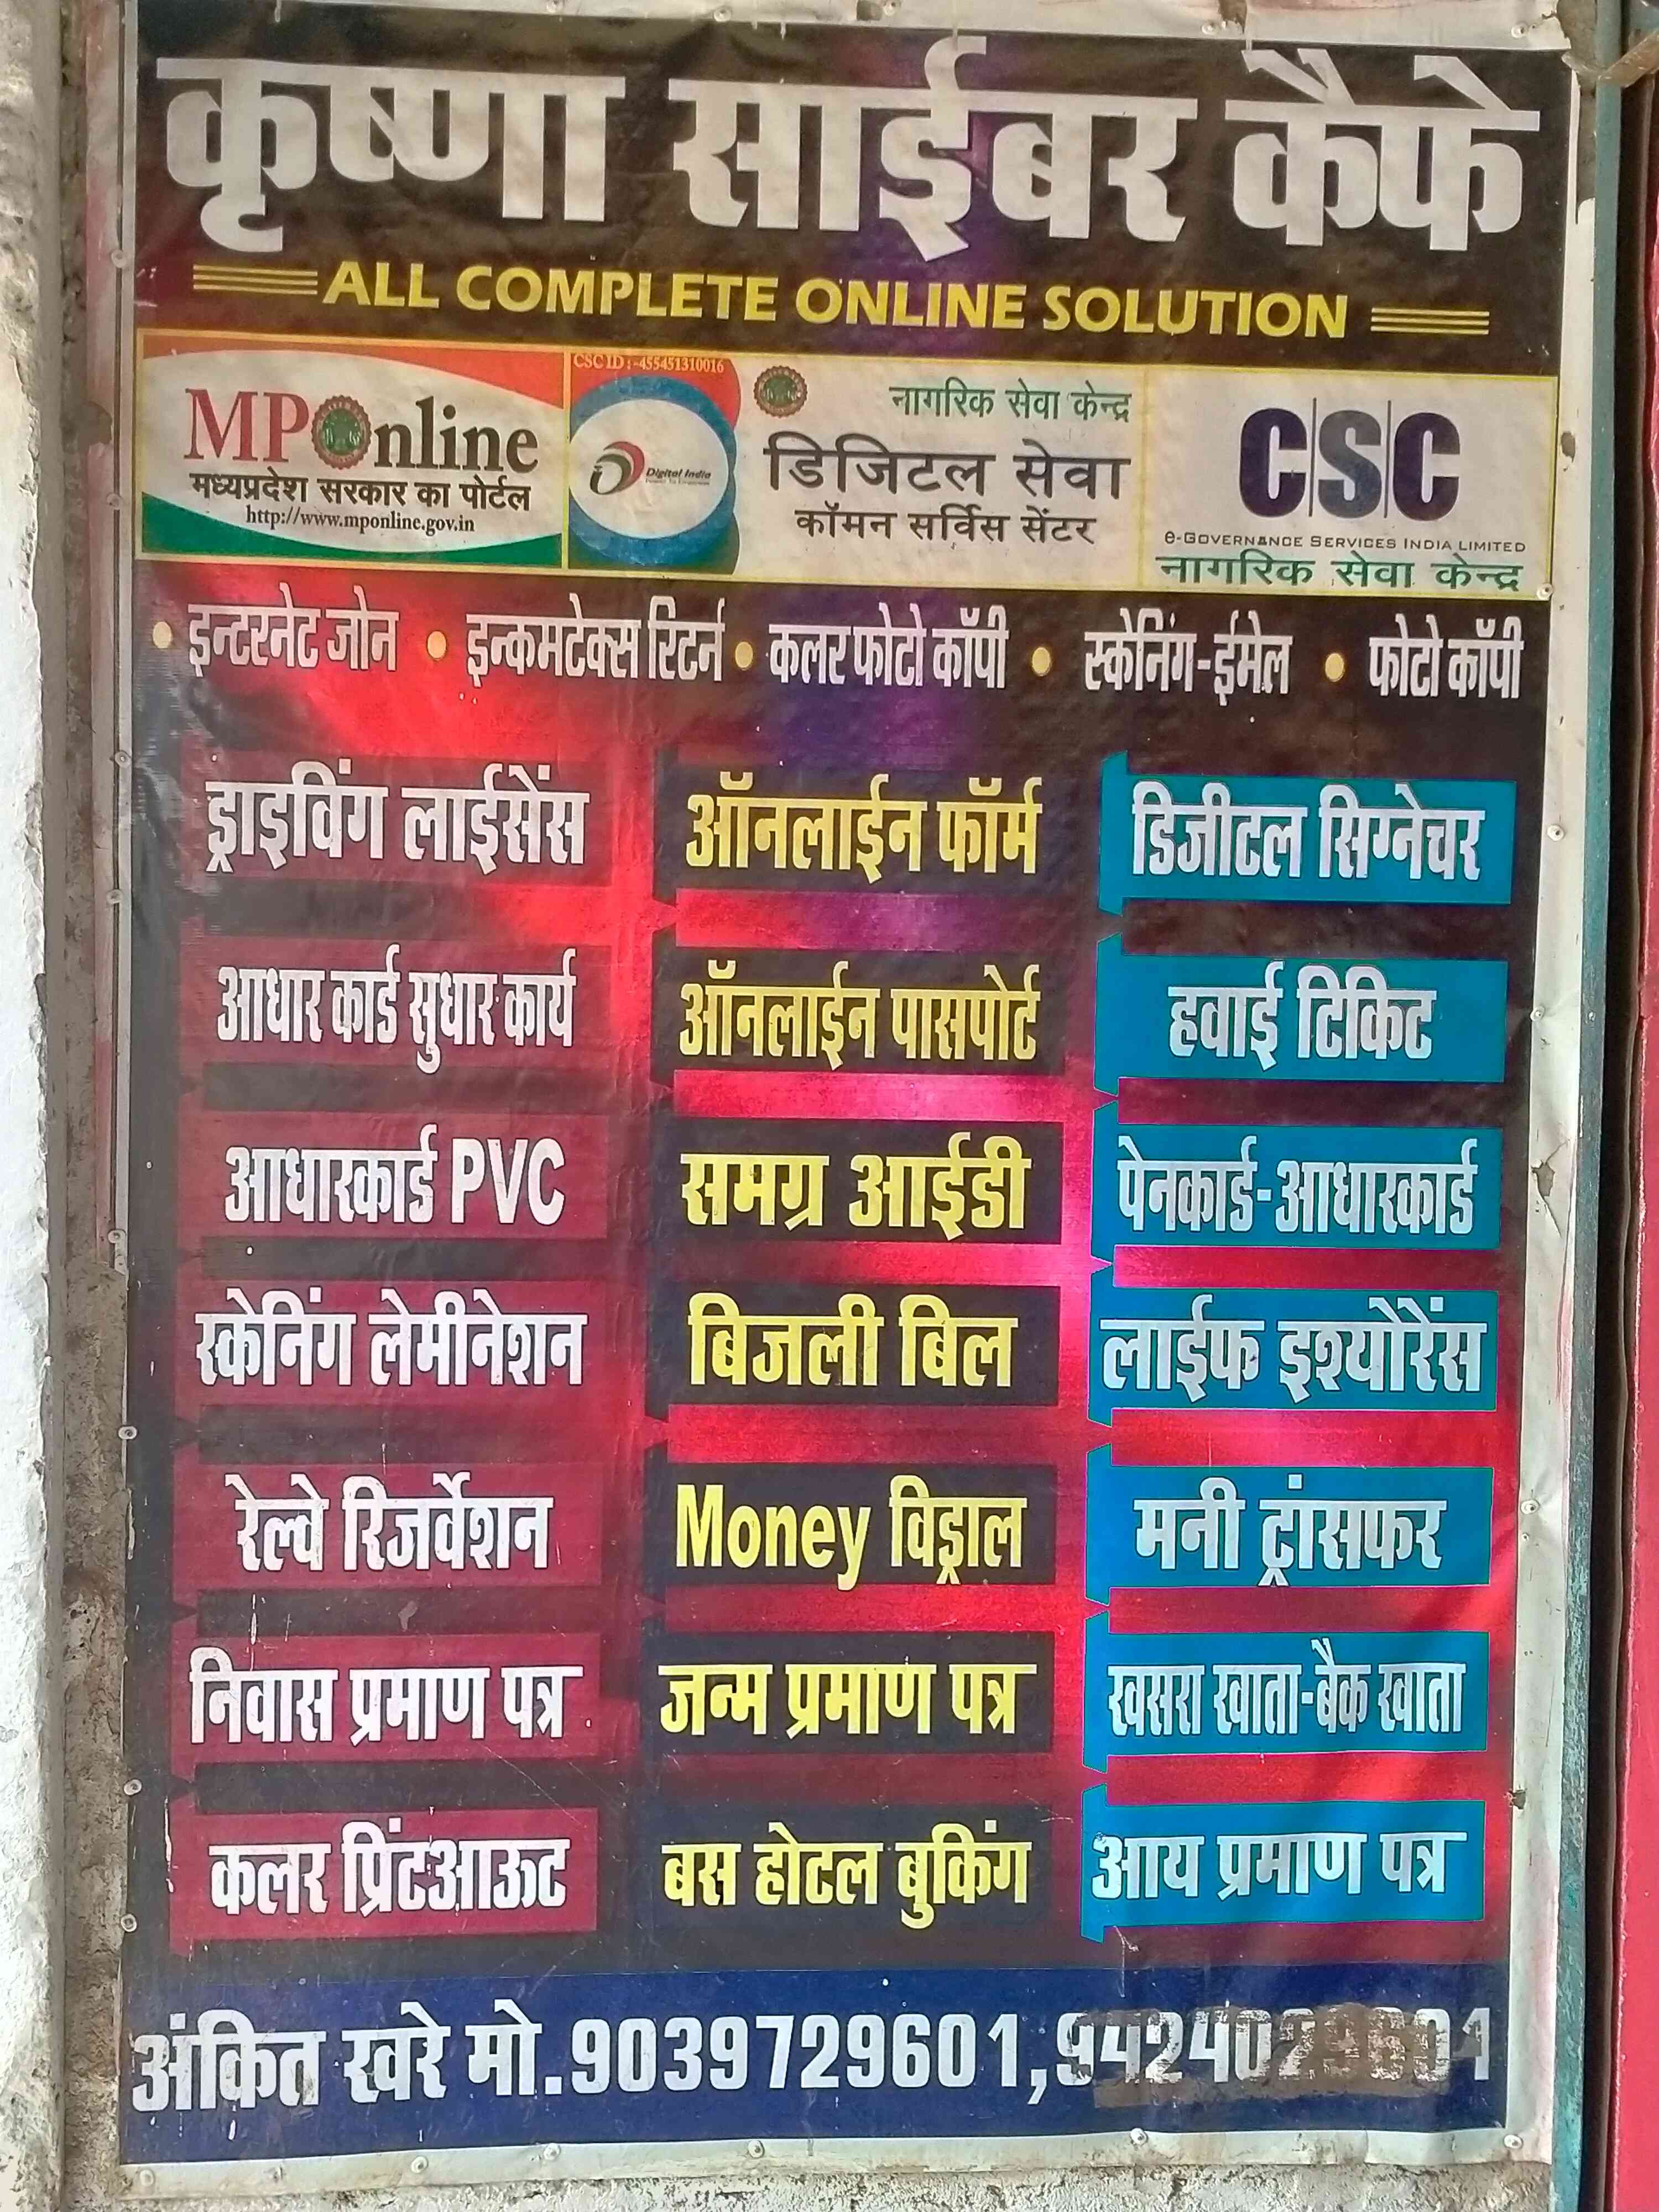 कृष्णा साईबर कैफे
ALL COMPLETE ONLINE SOLUTION
MPOnline
मध्यप्रदेश सरकार का पोर्टल
http://www.mponline.gov.in
CSC ID :-455451310016
Digital India
नागरिक सेवा केन्द्र
डिजिटल सेवा
कॉमन सर्विस सेंटर
CSC
e-GOVERNANCE SERVICES INDIA LIMITED
नागरिक सेवा केन्द्र
• इन्टरनेट जोन • इन्कमटेक्स रिटर्न • कलर फोटो कॉपी • स्केनिंग-ईमेल • फोटो कॉपी
ड्राइविंग लाईसेंस ऑनलाईन फॉर्म डिजीटल सिग्नेचर
आधार कार्ड सुधार कार्य ऑनलाईन पासपोर्ट हवाई टिकिट
आधारकार्ड PVC समग्र आईडी पेनकार्ड-आधारकार्ड
स्केनिंग लेमीनेशन बिजली बिल लाईफ इश्योरेंस
रेल्वे रिजर्वेशन Money विड्राल मनी ट्रांसफर
निवास प्रमाण पत्र जन्म प्रमाण पत्र खसरा खाता-बैक खाता
कलर प्रिंटआऊट बस होटल बुकिंग आय प्रमाण पत्र
अंकित खरे मो.9039729601,